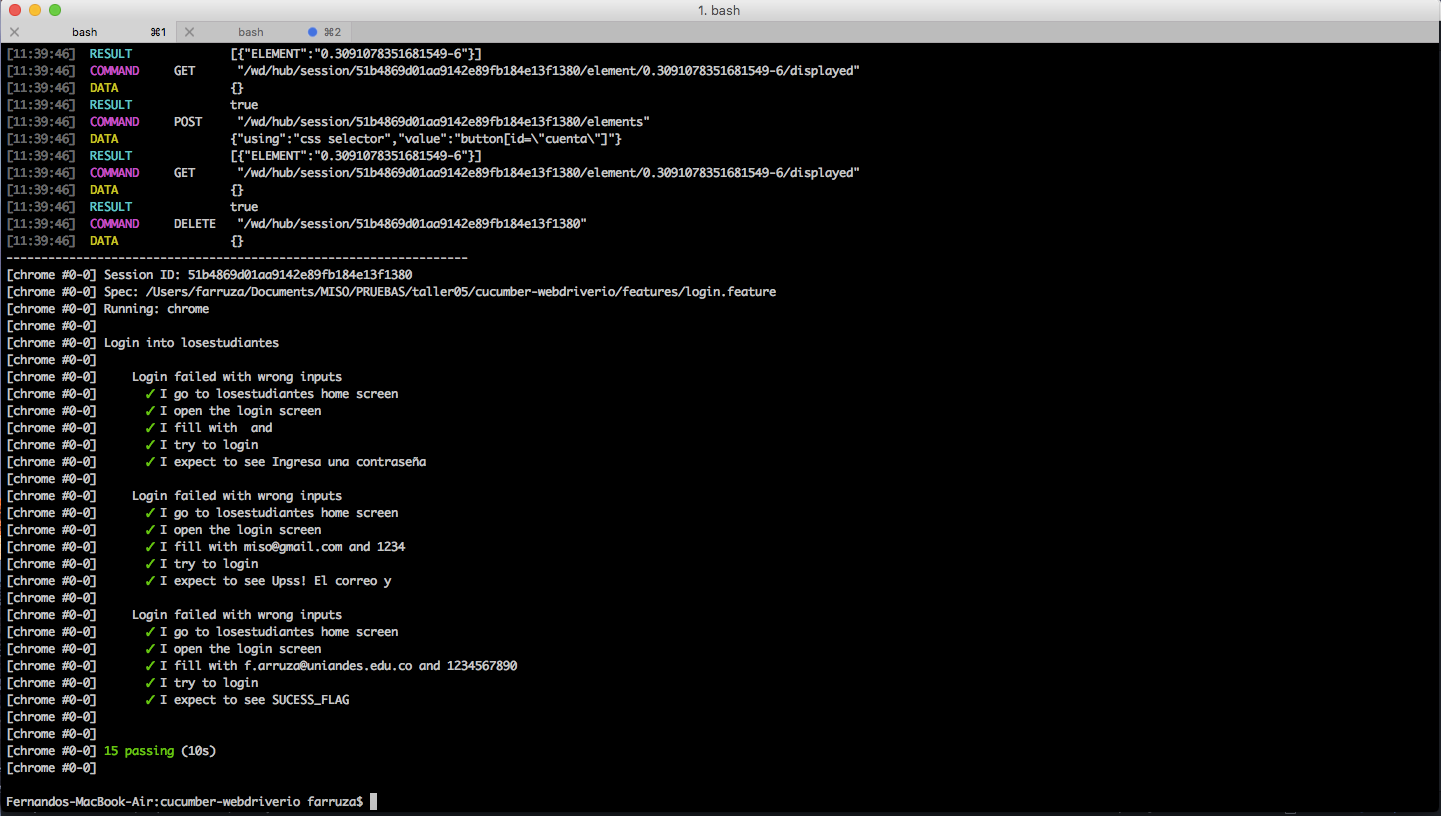 1. bash
bash ⌘1 bash ⌘2
[11:39:46] RESULT [{"ELEMENT":"0.3091078351681549-6"}]
[11:39:46] COMMAND GET "/wd/hub/session/51b4869d01aa9142e89fb184e13f1380/element/0.3091078351681549-6/displayed"
[11:39:46] DATA {}
[11:39:46] RESULT true
[11:39:46] COMMAND POST "/wd/hub/session/51b4869d01aa9142e89fb184e13f1380/elements"
[11:39:46] DATA {"using":"css selector","value":"button[id=\"cuenta\"]"}
[11:39:46] RESULT [{"ELEMENT":"0.3091078351681549-6"}]
[11:39:46] COMMAND GET "/wd/hub/session/51b4869d01aa9142e89fb184e13f1380/element/0.3091078351681549-6/displayed"
[11:39:46] DATA {}
[11:39:46] RESULT true
[11:39:46] COMMAND DELETE "/wd/hub/session/51b4869d01aa9142e89fb184e13f1380"
[11:39:46] DATA {}
------------------------------------------------------------------
[chrome #0-0] Session ID: 51b4869d01aa9142e89fb184e13f1380
[chrome #0-0] Spec: /Users/farruza/Documents/MISO/PRUEBAS/taller05/cucumber-webdriverio/features/login.feature
[chrome #0-0] Running: chrome
[chrome #0-0]
[chrome #0-0] Login into losestudiantes
[chrome #0-0]
[chrome #0-0] Login failed with wrong inputs
[chrome #0-0] ✓ I go to losestudiantes home screen
[chrome #0-0] ✓ I open the login screen
[chrome #0-0] ✓ I fill with  and
[chrome #0-0] ✓ I try to login
[chrome #0-0] ✓ I expect to see Ingresa una contraseña
[chrome #0-0]
[chrome #0-0] Login failed with wrong inputs
[chrome #0-0] ✓ I go to losestudiantes home screen
[chrome #0-0] ✓ I open the login screen
[chrome #0-0] ✓ I fill with miso@gmail.com and 1234
[chrome #0-0] ✓ I try to login
[chrome #0-0] ✓ I expect to see Upss! El correo y
[chrome #0-0]
[chrome #0-0] Login failed with wrong inputs
[chrome #0-0] ✓ I go to losestudiantes home screen
[chrome #0-0] ✓ I open the login screen
[chrome #0-0] ✓ I fill with f.arruza@uniandes.edu.co and 1234567890
[chrome #0-0] ✓ I try to login
[chrome #0-0] ✓ I expect to see SUCESS_FLAG
[chrome #0-0]
[chrome #0-0]
[chrome #0-0] 15 passing (10s)
[chrome #0-0]
Fernandos-MacBook-Air:cucumber-webdriverio farruza$